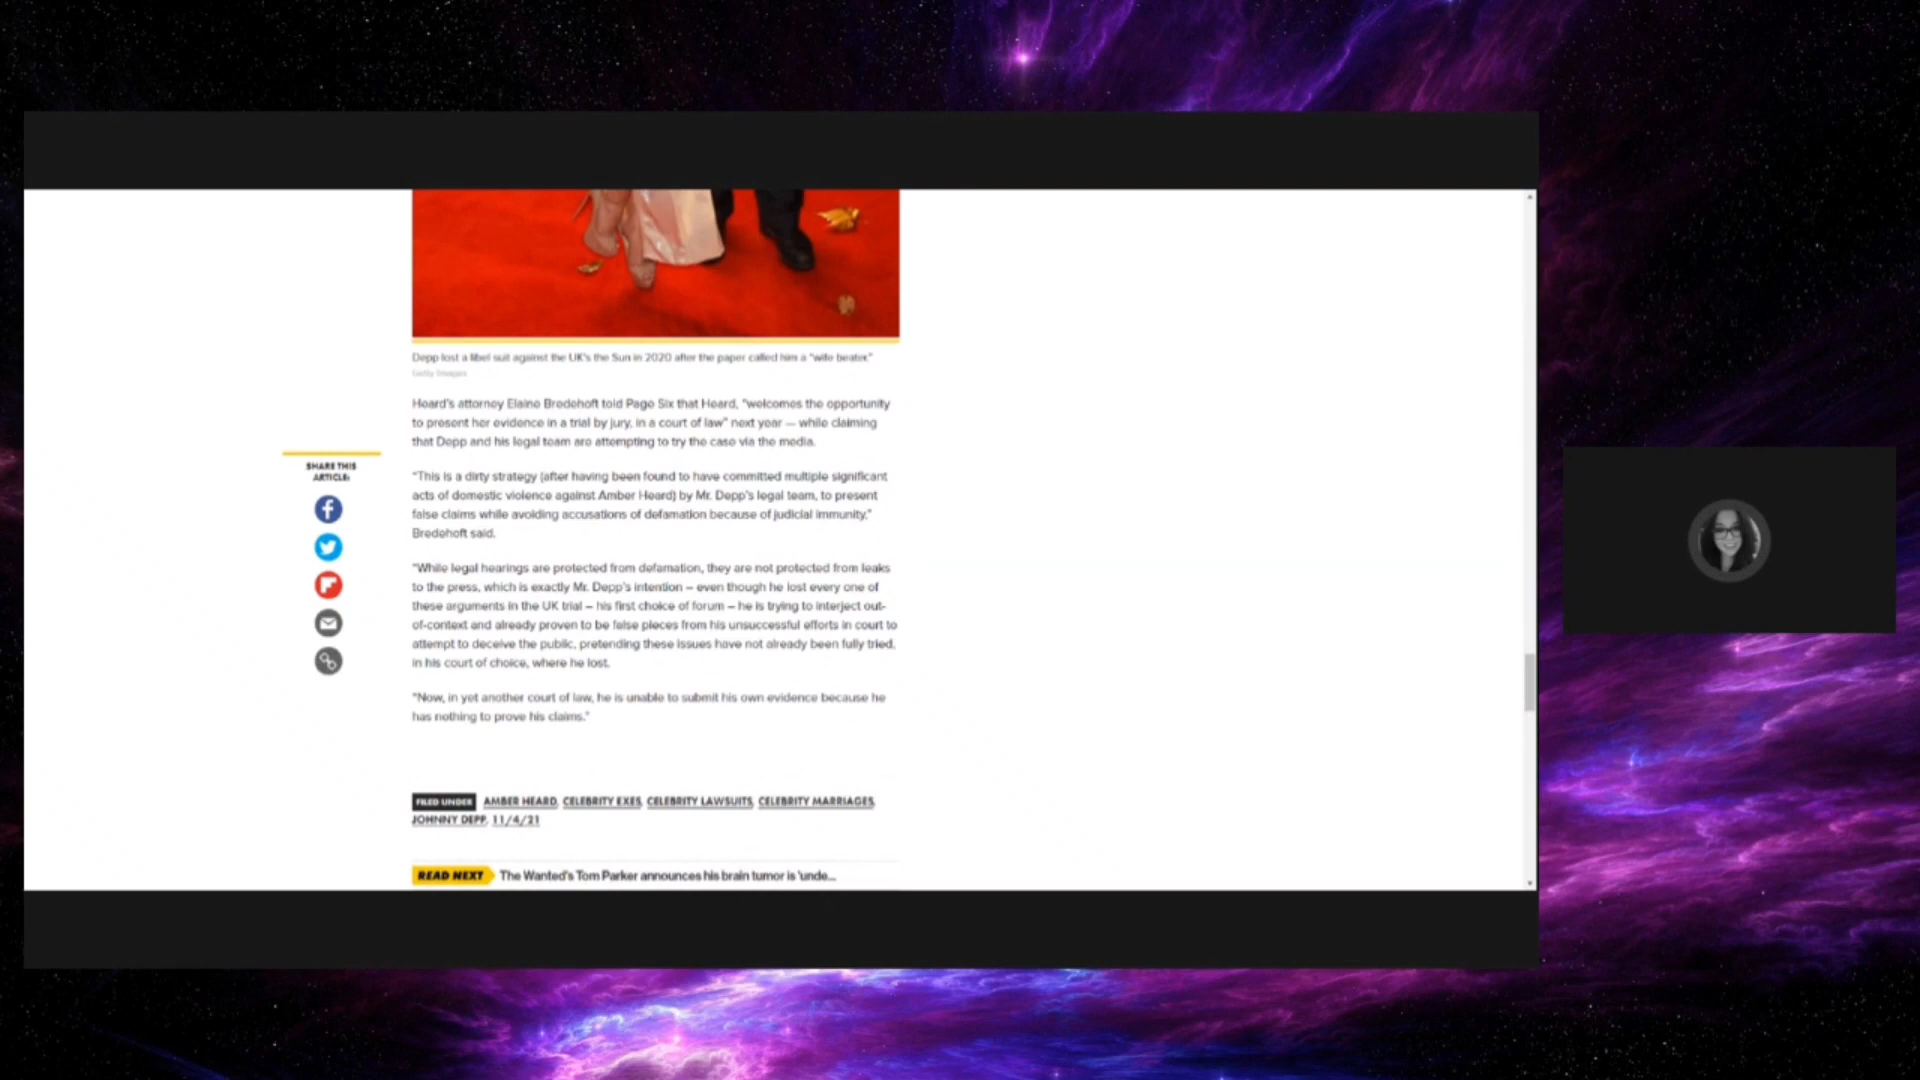 Depp lost a libel suit against the UK's the Sun in 2020 after the paper called him a "wife beater."
Getty Images
Heard's attorney Elaine Bredehoft told Page Six that Heard, "welcomes the opportunity
to present her evidence in a trial by jury, in a court of law" next year — while claiming
that Depp and his legal team are attempting to try the case via the media.
SHARE THIS
ARTICLE:
"This is a dirty strategy (after having been found to have committed multiple significant
acts of domestic violence against Amber Heard) by Mr. Depp's legal team, to present
false claims while avoiding accusations of defamation because of judicial immunity,"
Bredehoft said.
"While legal hearings are protected from defamation, they are not protected from leaks
to the press, which is exactly Mr. Depp's intention – even though he lost every one of
these arguments in the UK trial – his first choice of forum – he is trying to interject out-
of-context and already proven to be false pieces from his unsuccessful efforts in court to
attempt to deceive the public, pretending these issues have not already been fully tried,
in his court of choice, where he lost.
"Now, in yet another court of law, he is unable to submit his own evidence because he
has nothing to prove his claims."
FILED UNDER AMBER HEARD, CELEBRITY EXES, CELEBRITY LAWSUITS, CELEBRITY MARRIAGES,
JOHNNY DEPP, 11/4/21
READ NEXT The Wanted's Tom Parker announces his brain tumor is 'unde...